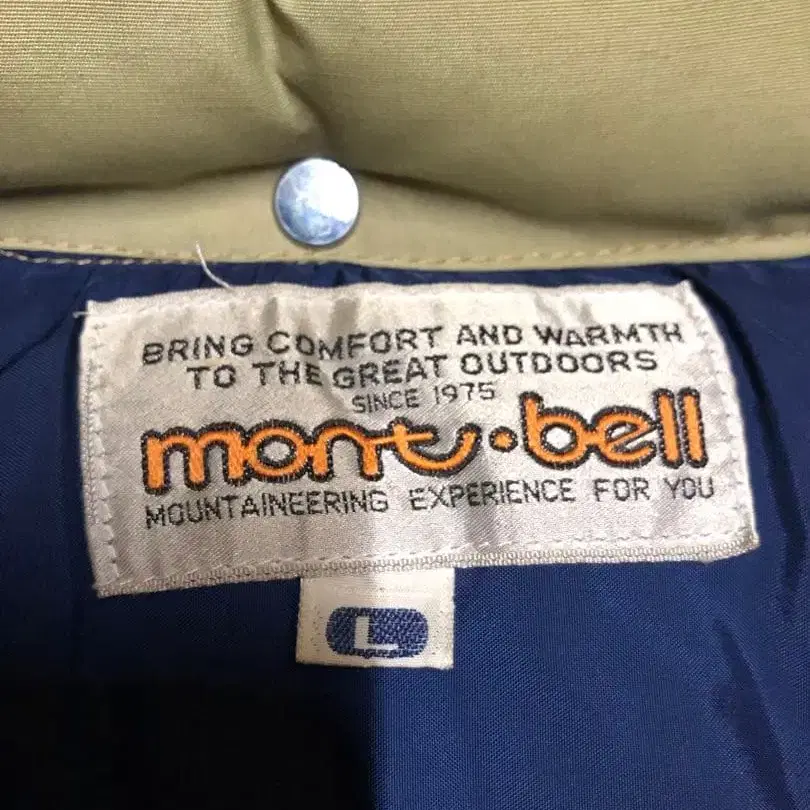 BRING COMFORT AND WARMTH
TO THE GREAT OUTDOORS
SINCE 1975
mont•bell
MOUNTAINEERING EXPERIENCE FOR YOU
L